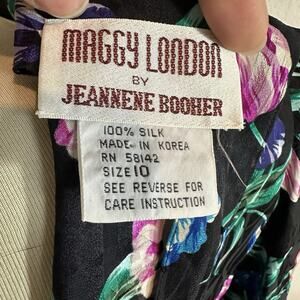 MAGGY LONDON
BY
JEANNENE BOOHER
100% SILK
MADE IN KOREA
RN 58142
SIZE 10
SEE REVERSE FOR
CARE INSTRUCTION